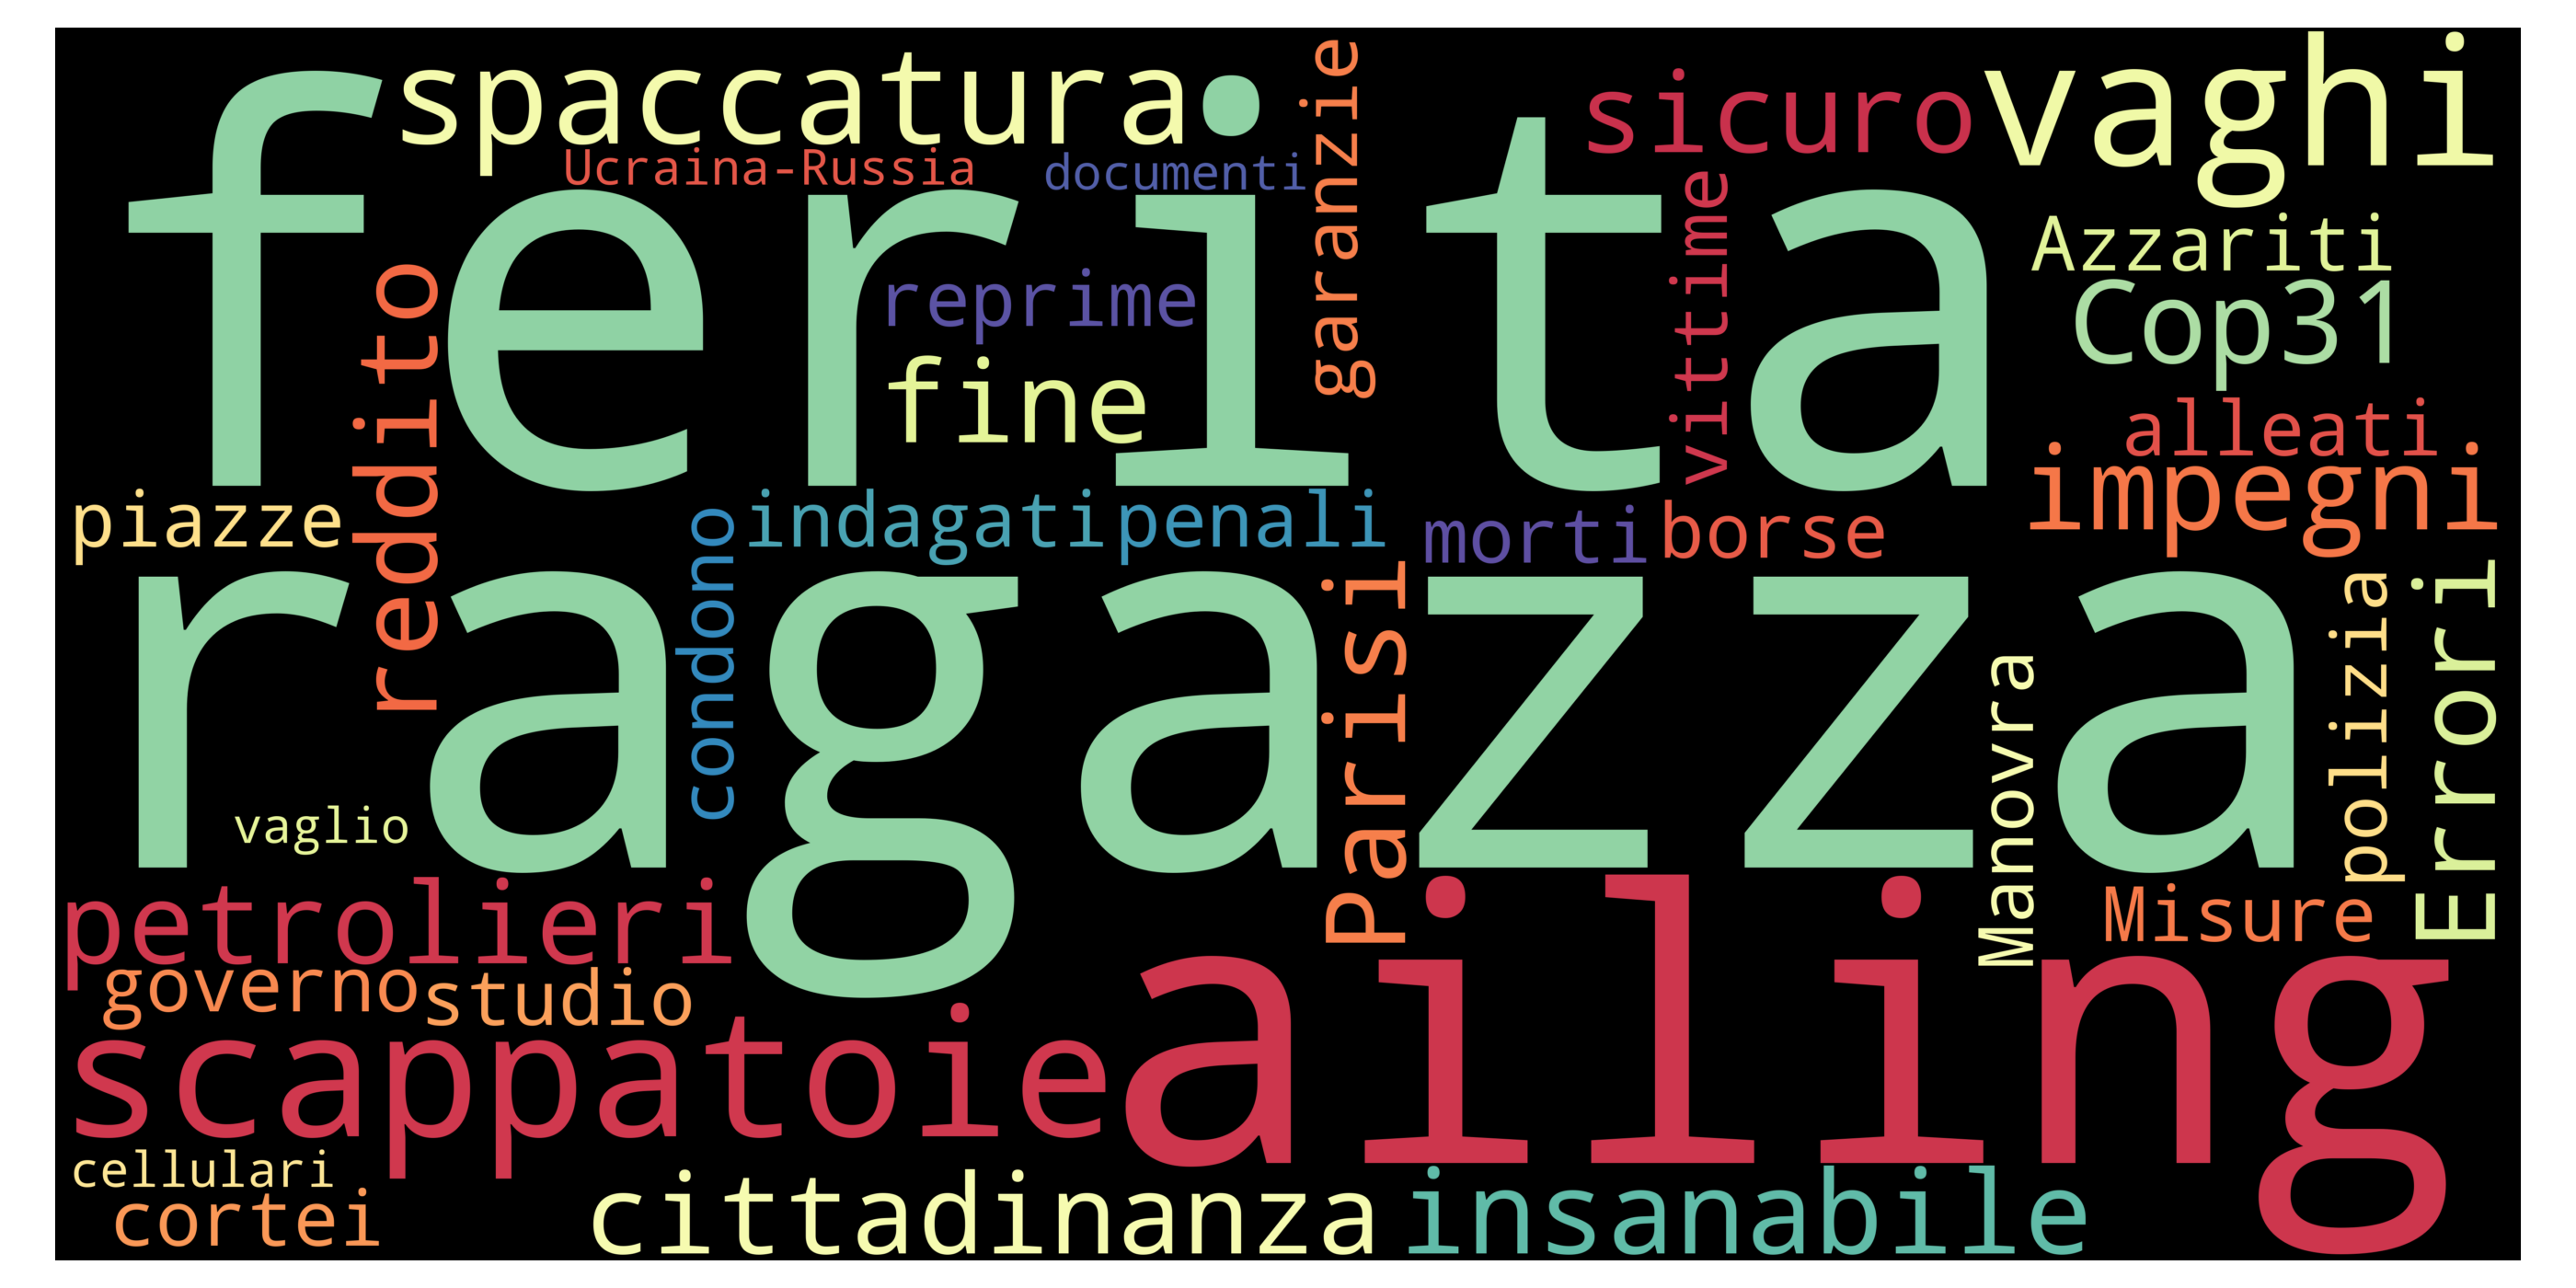 spaccatura
ferita
Ucraina-Russia
documenti
garanzie
sicuro
vaghi
vittime
Azzariti
Cop31
reprime
fine
reddito
alleati
impegni
piazze
condono
indagati
penali
morti
borse
ragazza
Parisi
Manovra
polizia
Errori
vaglio
petrolieri
Misure
governo
studio
scappatoie
ailing
cellulari
cortei
cittadinanza
insanabile